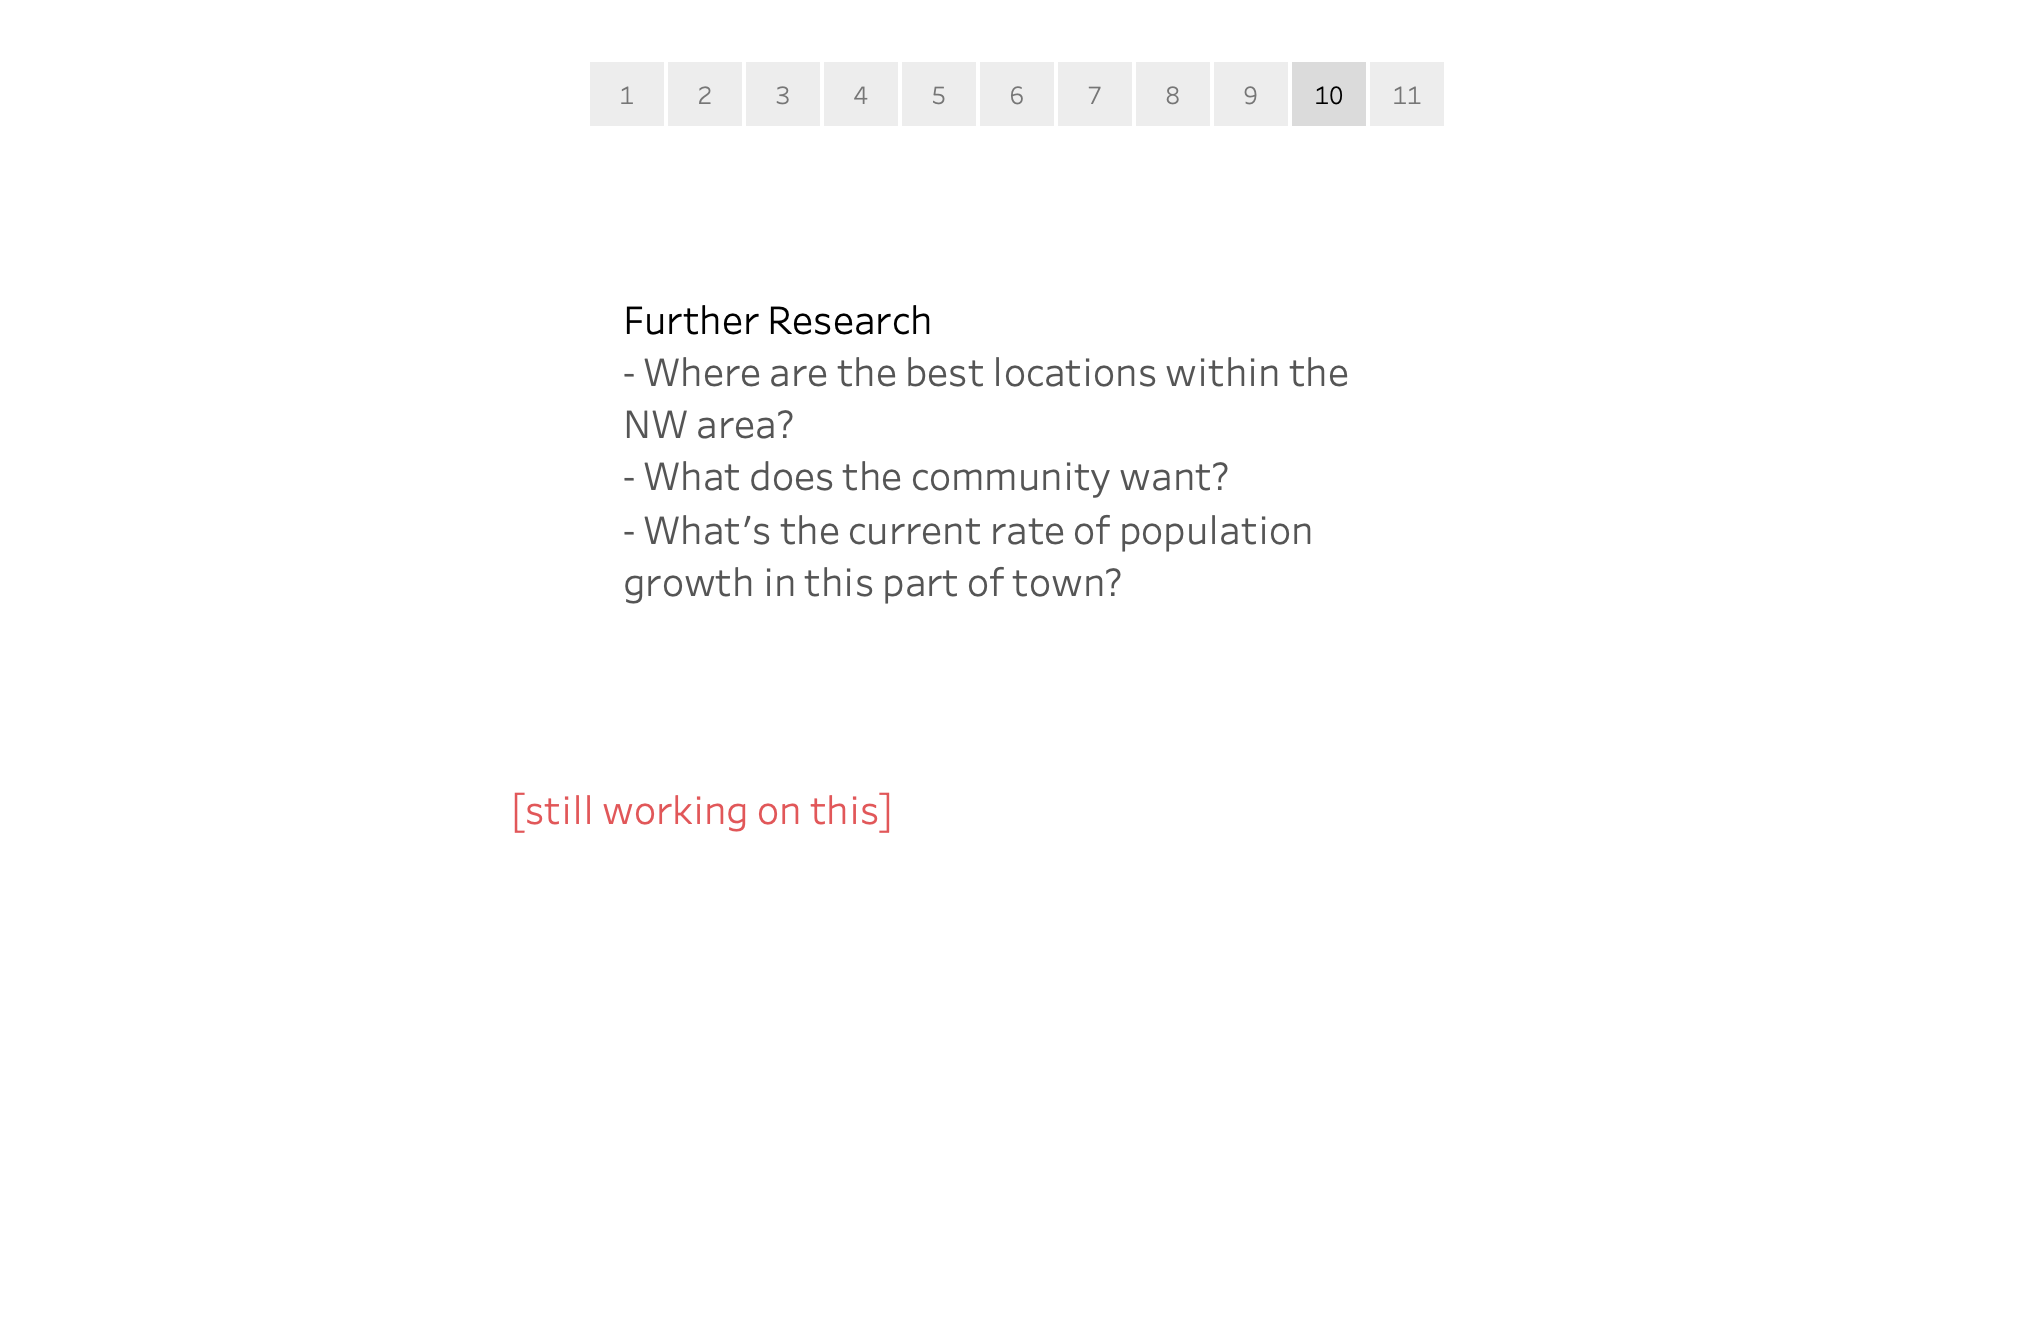 1 2 3 4 5 6 7 8 9 10 11
Further Research
- Where are the best locations within the
NW area?
- What does the community want?
- What’s the current rate of population
growth in this part of town?
[still working on this]